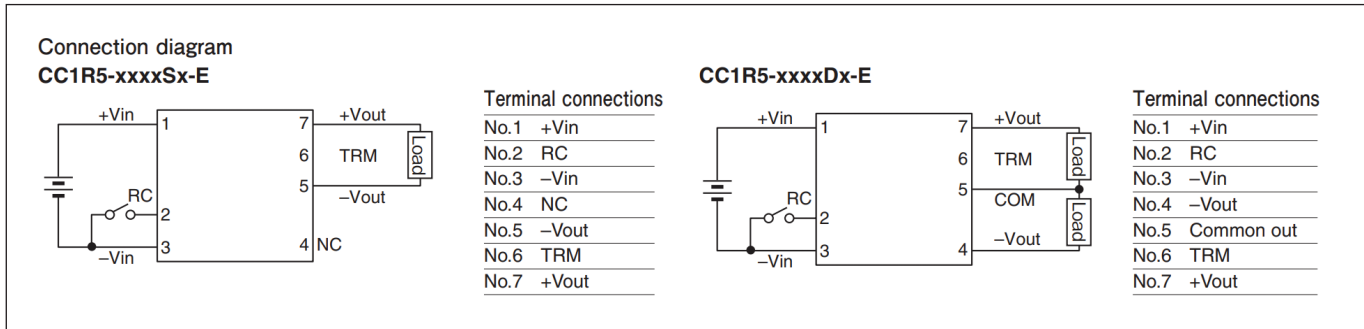 Connection diagram
CC1R5-xxxxSx-E
+Vin
1
RC
2
3
–Vin
7
+Vout
6
TRM
5
–Vout
4
NC
Load
Terminal connections
No.1 +Vin
No.2 RC
No.3 –Vin
No.4 NC
No.5 –Vout
No.6 TRM
No.7 +Vout
CC1R5-xxxxDx-E
+Vin
1
RC
2
3
–Vin
7
+Vout
6
TRM
5
COM
4
–Vout
Load
Load
Terminal connections
No.1 +Vin
No.2 RC
No.3 –Vin
No.4 –Vout
No.5 Common out
No.6 TRM
No.7 +Vout